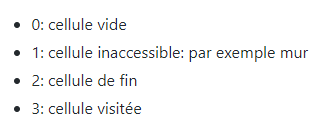 • 0: cellule vide
• 1: cellule inaccessible: par exemple mur
• 2: cellule de fin
• 3: cellule visitée